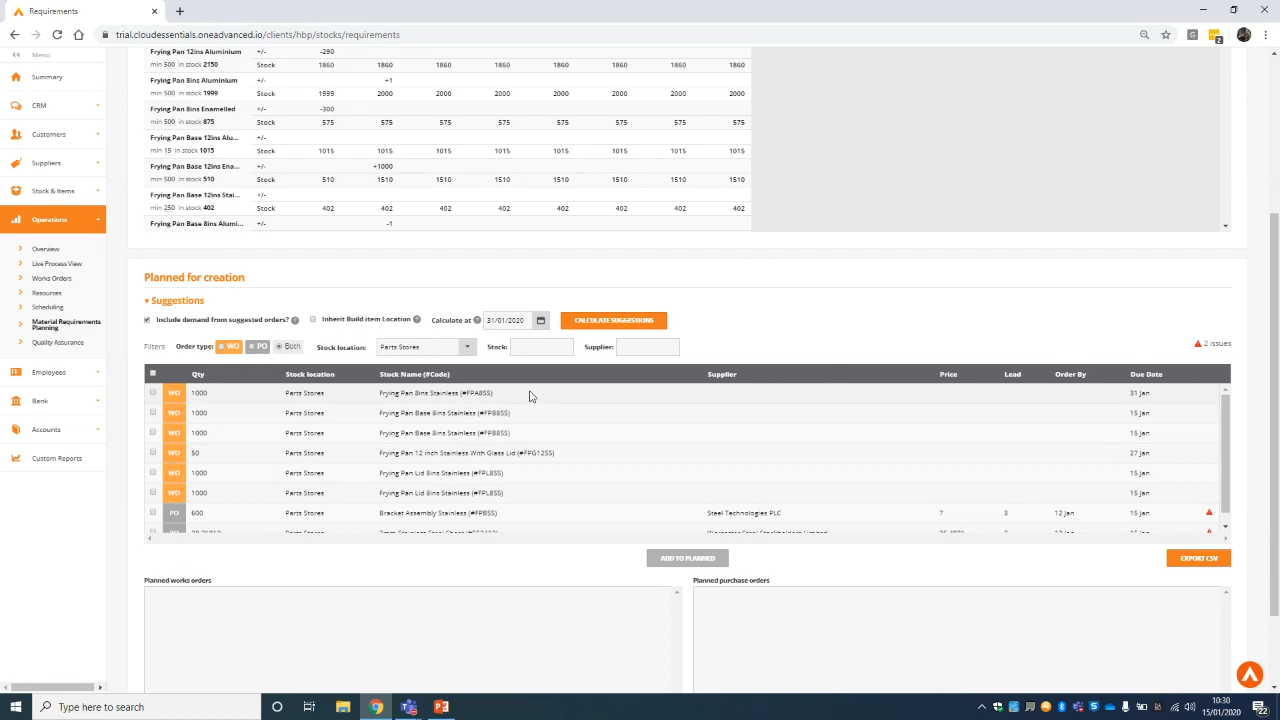 Requirements
trial.cloudessentials.oneadvanced.io/clients/hbp/stocks/requirements
Menu
Summary
CRM
Customers
Suppliers
Stock & Items
Operations
Overview
Live Process View
Works Orders
Resources
Scheduling
Material Requirements
Planning
Quality Assurance
Employees
Bank
Accounts
Custom Reports
Frying Pan 12ins Aluminium +/- -290
min 500 in stock 2150 Stock 1860 1860 1860 1860 1860 1860 1860
Frying Pan 8ins Aluminium +/- +1
min 500 in stock 1999 Stock 1999 2000 2000 2000 2000 2000 2000
Frying Pan 8ins Enamelled +/- -300
min 500 in stock 875 Stock 575 575 575 575 575 575 575
Frying Pan Base 12ins Alu... +/-
min 15 in stock 1015 Stock 1015 1015 1015 1015 1015 1015 1015
Frying Pan Base 12ins Ena... +/- +1000
min 500 in stock 510 Stock 510 1510 1510 1510 1510 1510 1510
Frying Pan Base 12ins Stai... +/-
min 250 in stock 402 Stock 402 402 402 402 402 402 402
Frying Pan Base 8ins Alumi... +/- -1
Planned for creation
Suggestions
Include demand from suggested orders? Inherit Build item Location Calculate at 31/01/2020 CALCULATE SUGGESTIONS
Filters Order type: WO PO Both Stock location: Parts Stores Stock: Supplier: 2 issues
Qty Stock location Stock Name (#Code) Supplier Price Lead Order By Due Date
WO 1000 Parts Stores Frying Pan 8ins Stainless (#FPA8SS) 31 Jan
WO 1000 Parts Stores Frying Pan Base 8ins Stainless (#FPB8SS) 15 Jan
WO 1000 Parts Stores Frying Pan Base 8ins Stainless (#FPB8SS) 15 Jan
WO 50 Parts Stores Frying Pan 12 inch Stainless With Glass Lid (#FPG12SS) 27 Jan
WO 1000 Parts Stores Frying Pan Lid 8ins Stainless (#FPL8SS) 15 Jan
WO 1000 Parts Stores Frying Pan Lid 8ins Stainless (#FPL8SS) 15 Jan
PO 600 Parts Stores Bracket Assembly Stainless (#FPBSS) Steel Technologies PLC 7 3 12 Jan 15 Jan
ADD TO PLANNED EXPORT CSV
Planned works orders Planned purchase orders
Type here to search
10:30
15/01/2020